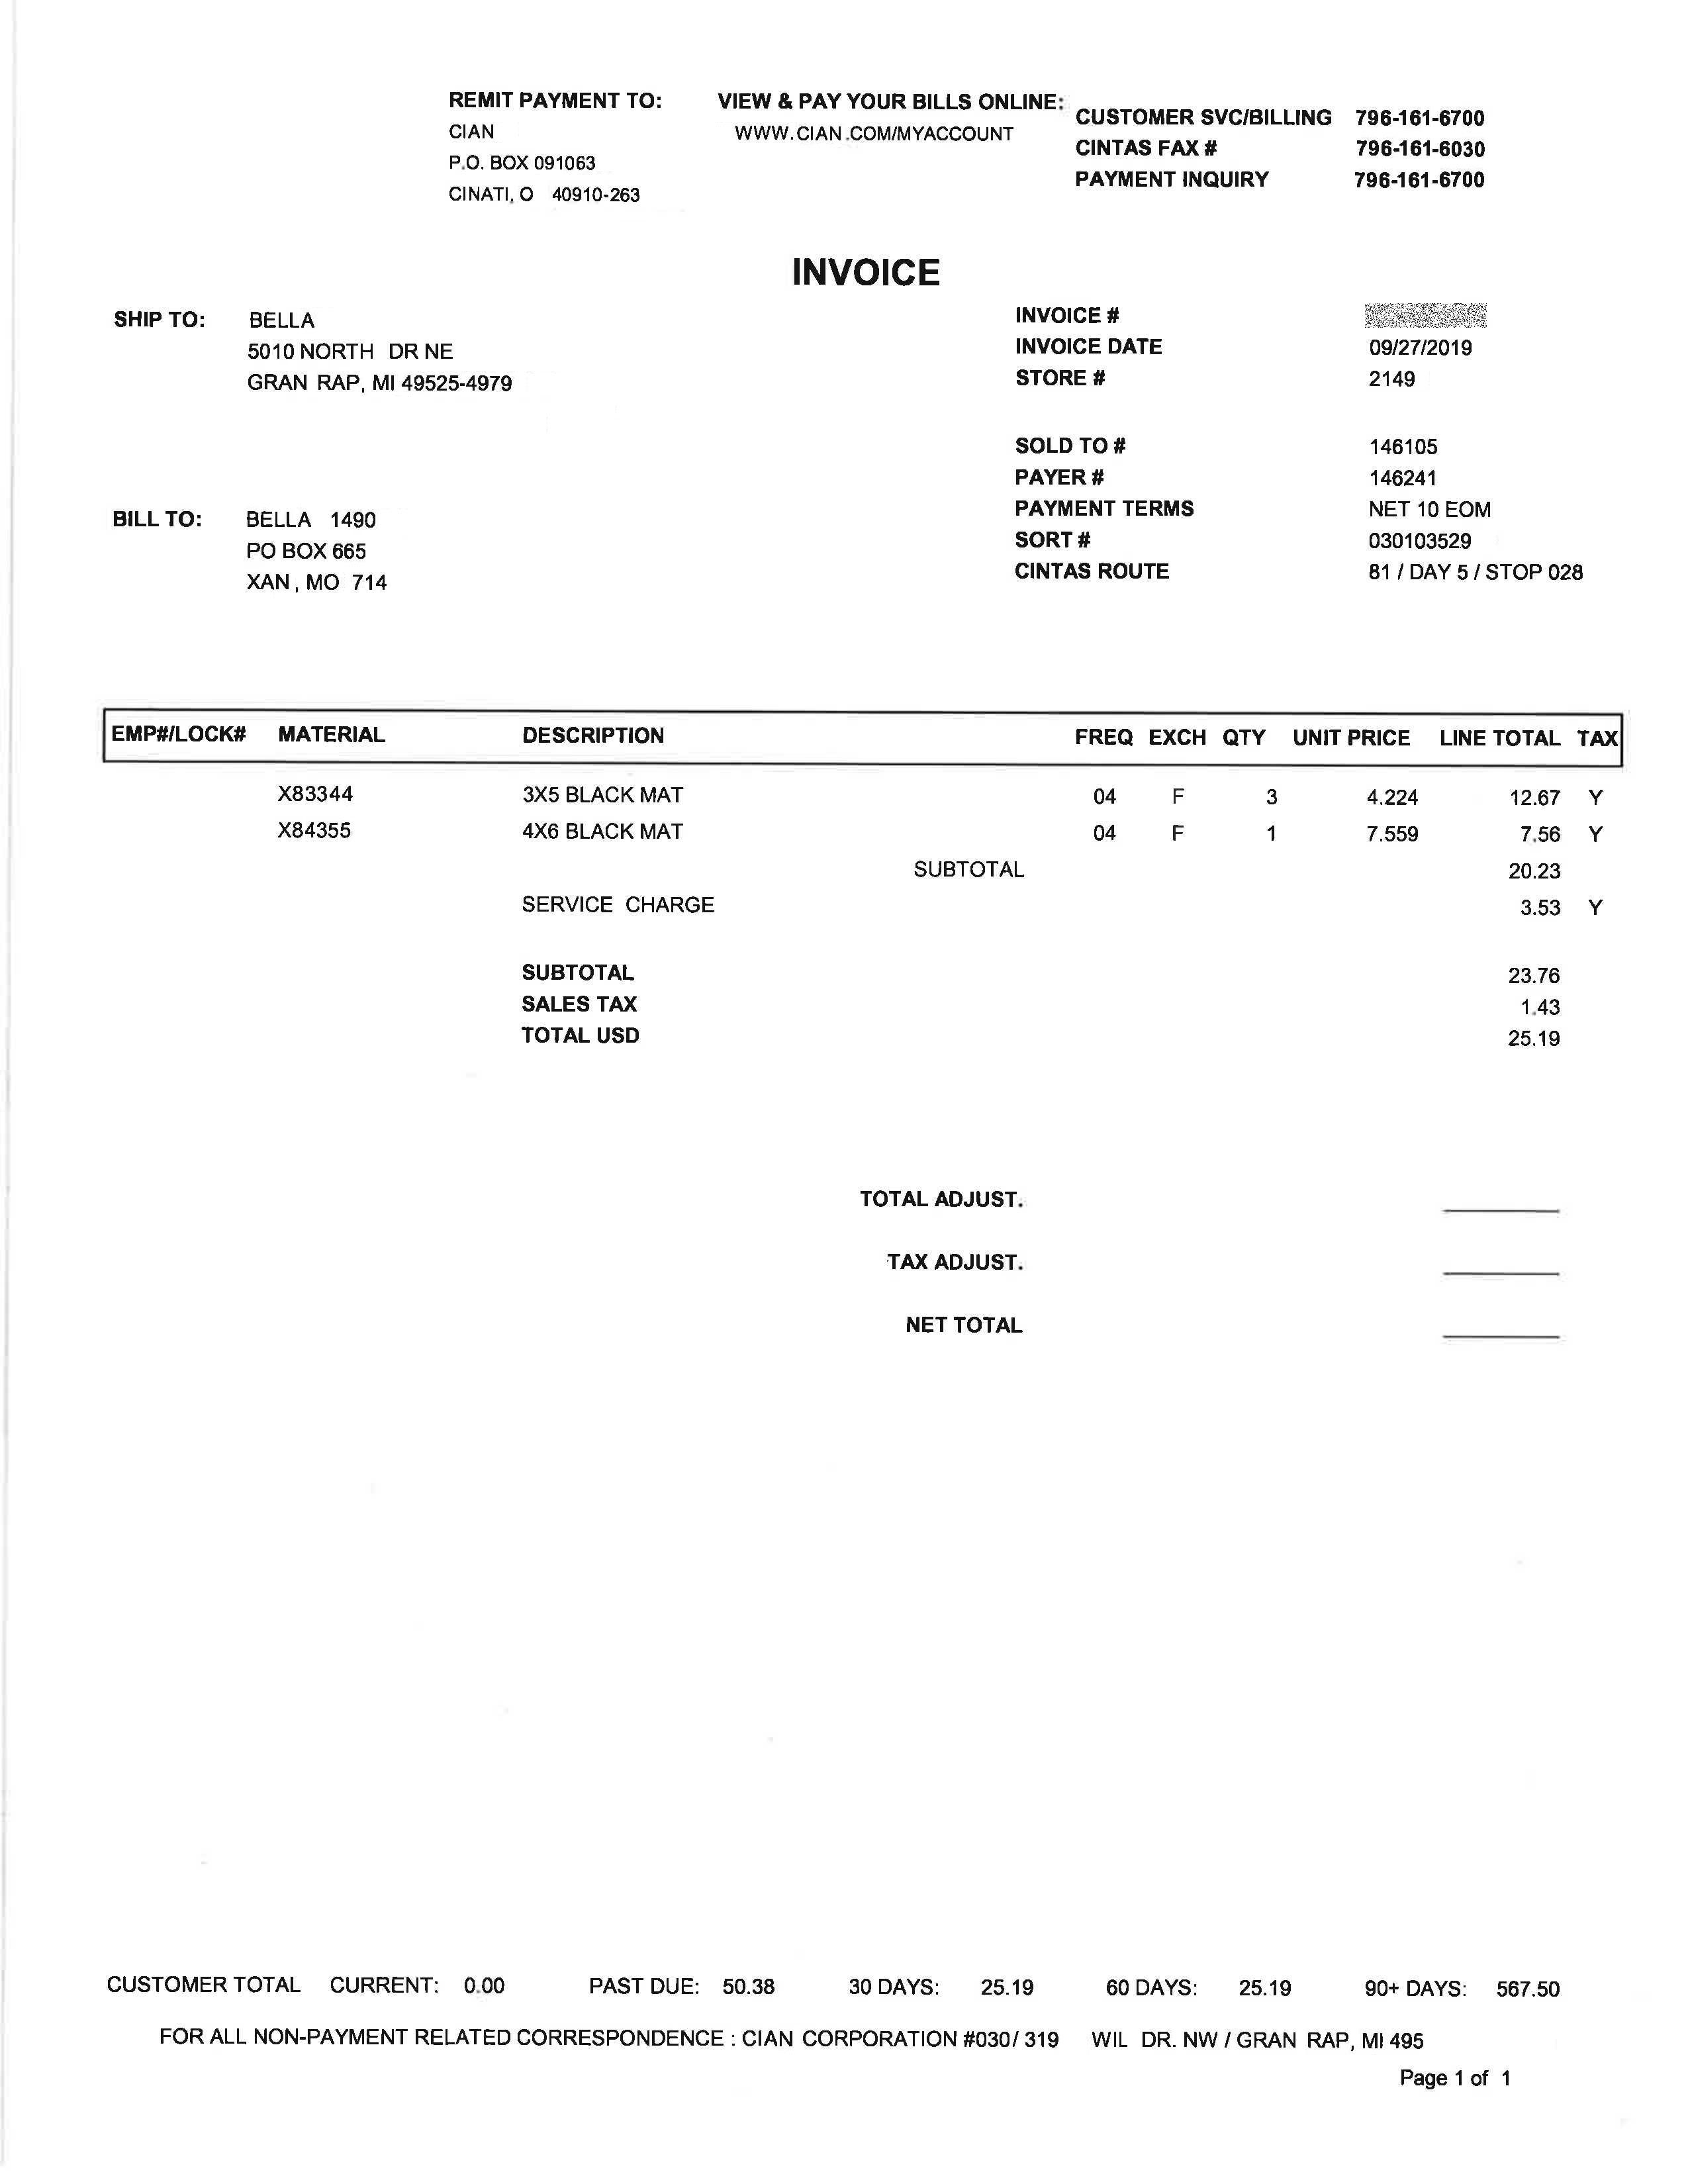 REMIT PAYMENT TO:
CIAN
P.O. BOX 091063
CINATI, O 40910-263
VIEW & PAY YOUR BILLS ONLINE:
WWW.CIAN.COM/MYACCOUNT
CUSTOMER SVC/BILLING 796-161-6700
CINTAS FAX # 796-161-6030
PAYMENT INQUIRY 796-161-6700
INVOICE
SHIP TO: BELLA
5010 NORTH DR NE
GRAN RAP, MI 49525-4979
INVOICE #
INVOICE DATE 09/27/2019
STORE # 2149
SOLD TO # 146105
PAYER # 146241
PAYMENT TERMS NET 10 EOM
SORT # 030103529
CINTAS ROUTE 81 / DAY 5 / STOP 028
BILL TO: BELLA 1490
PO BOX 665
XAN, MO 714
EMP#/LOCK# MATERIAL DESCRIPTION FREQ EXCH QTY UNIT PRICE LINE TOTAL TAX
X83344 3X5 BLACK MAT 04 F 3 4.224 12.67 Y
X84355 4X6 BLACK MAT 04 F 1 7.559 7.56 Y
SUBTOTAL 20.23
SERVICE CHARGE 3.53 Y
SUBTOTAL 23.76
SALES TAX 1.43
TOTAL USD 25.19
TOTAL ADJUST.
TAX ADJUST.
NET TOTAL
CUSTOMER TOTAL CURRENT: 0.00 PAST DUE: 50.38 30 DAYS: 25.19 60 DAYS: 25.19 90+ DAYS: 567.50
FOR ALL NON-PAYMENT RELATED CORRESPONDENCE : CIAN CORPORATION #030/ 319 WIL DR. NW / GRAN RAP, MI 495
Page 1 of 1